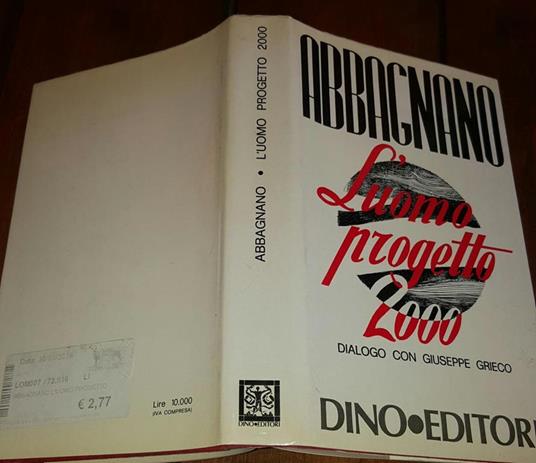 ABBAGNANO
L'uomo
progetto
2000
DIALOGO CON GIUSEPPE GRIECO
DINO•EDITORI
ABBAGNANO • L'UOMO PROGETTO 2000
DINO•EDITORI
LI
€ 2,77
Lire 10.000
(IVA COMPRESA)